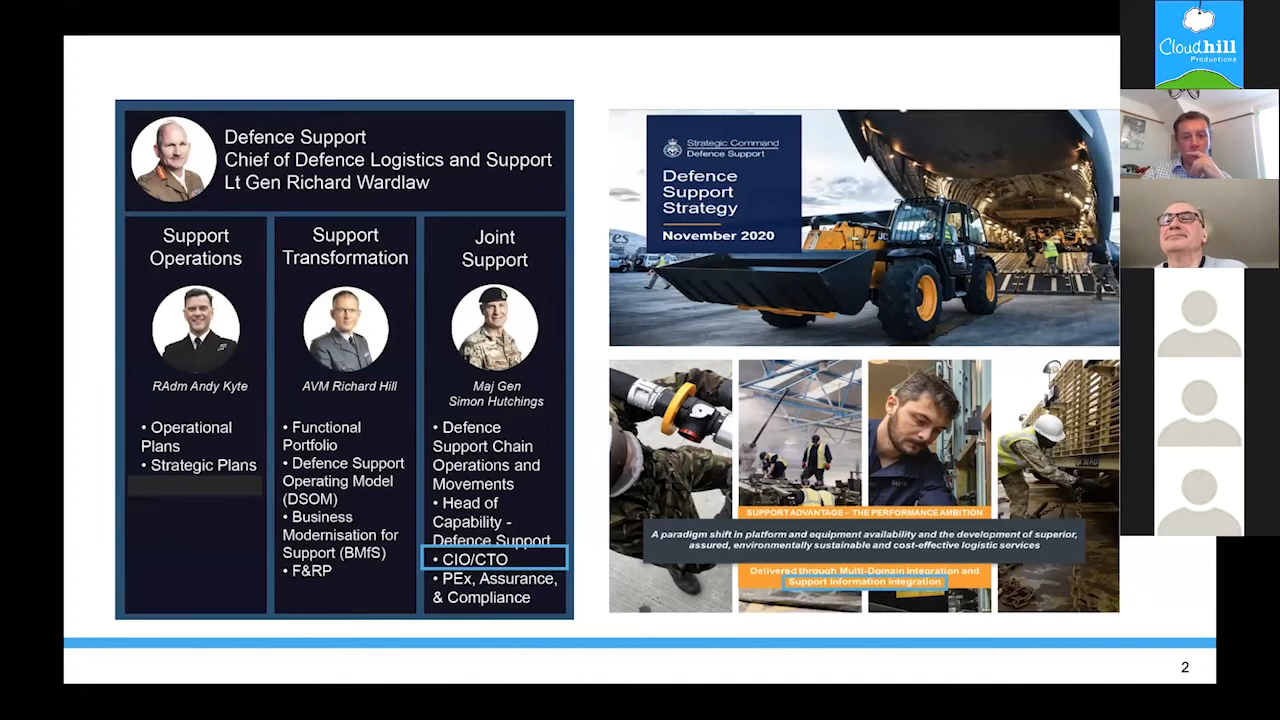 Defence Support
Chief of Defence Logistics and Support
Lt Gen Richard Wardlaw
Support
Operations
RAdm Andy Kyte
• Operational
Plans
• Strategic Plans
Support
Transformation
AVM Richard Hill
• Functional
Portfolio
• Defence Support
Operating Model
(DSOM)
• Business
Modernisation for
Support (BMfS)
• F&RP
Joint
Support
Maj Gen
Simon Hutchings
• Defence
Support Chain
Operations and
Movements
• Head of
Capability -
Defence Support
• CIO/CTO
• PEx, Assurance,
& Compliance
Strategic Command
Defence Support
Defence
Support
Strategy
November 2020
SUPPORT ADVANTAGE – THE PERFORMANCE AMBITION
A paradigm shift in platform and equipment availability and the development of superior,
assured, environmentally sustainable and cost-effective logistic services
Delivered through Multi-Domain Integration and
Support Information Integration
2
Cloudhill
Productions